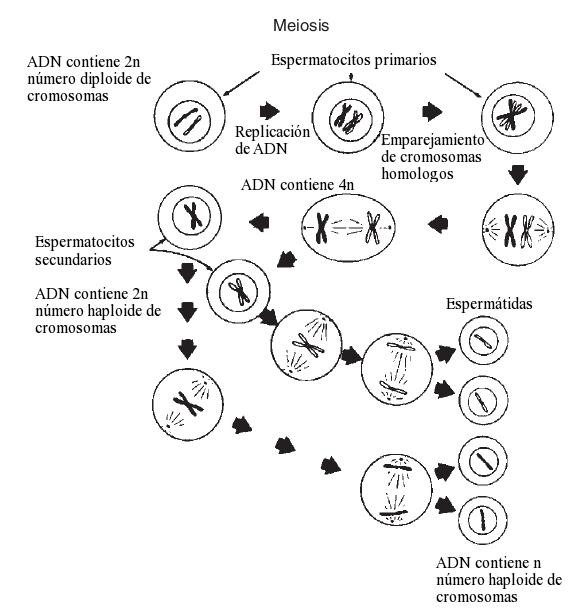 Meiosis
ADN contiene 2n
número diploide de
cromosomas
Espermatocitos primarios
Replicación
de ADN
Emparejamiento
de cromosomas
homologos
ADN contiene 4n
Espermatocitos
secundarios
ADN contiene 2n
número haploide de
cromosomas
Espermátidas
ADN contiene n
número haploide de
cromosomas